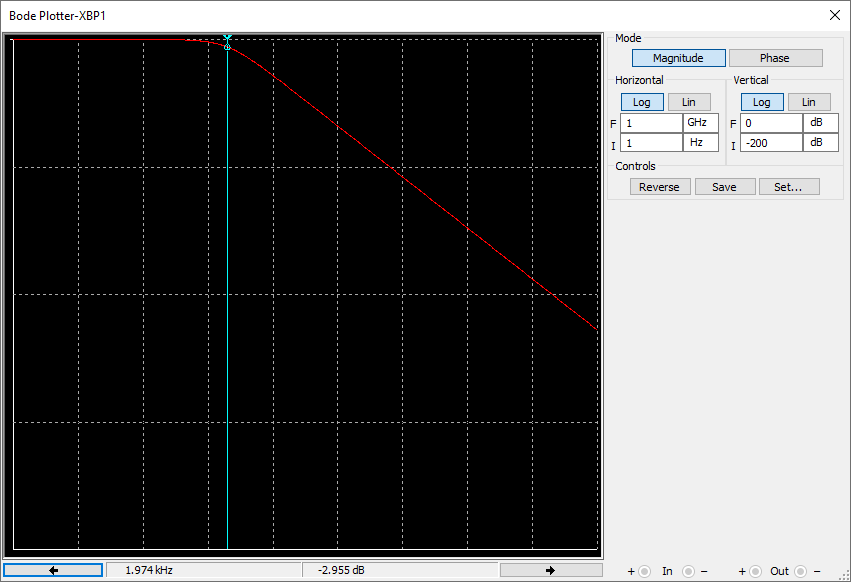 Bode Plotter-XBP1
Mode
Magnitude Phase
Horizontal Vertical
Log Lin Log Lin
F 1 GHz F 0 dB
I 1 Hz I -200 dB
Controls
Reverse Save Set...
1.974 kHz -2.955 dB + In − + Out −